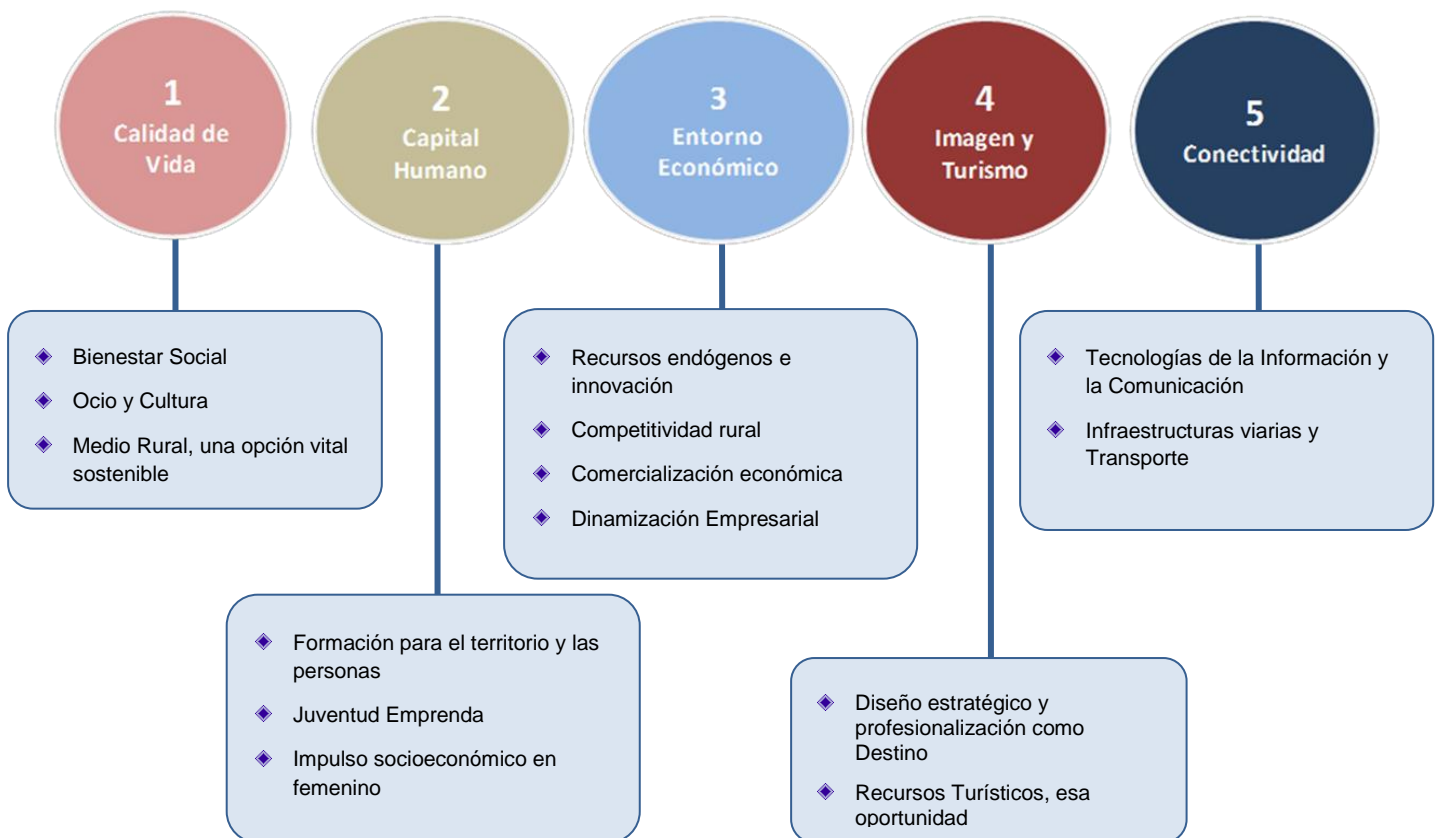 1
Calidad de
Vida
2
Capital
Humano
3
Entorno
Económico
4
Imagen y
Turismo
5
Conectividad
Bienestar Social
Ocio y Cultura
Medio Rural, una opción vital
sostenible
Recursos endógenos e
innovación
Competitividad rural
Comercialización económica
Dinamización Empresarial
Tecnologías de la Información y
la Comunicación
Infraestructuras viarias y
Transporte
Formación para el territorio y las
personas
Juventud Emprenda
Impulso socioeconómico en
femenino
Diseño estratégico y
profesionalización como
Destino
Recursos Turísticos, esa
oportunidad